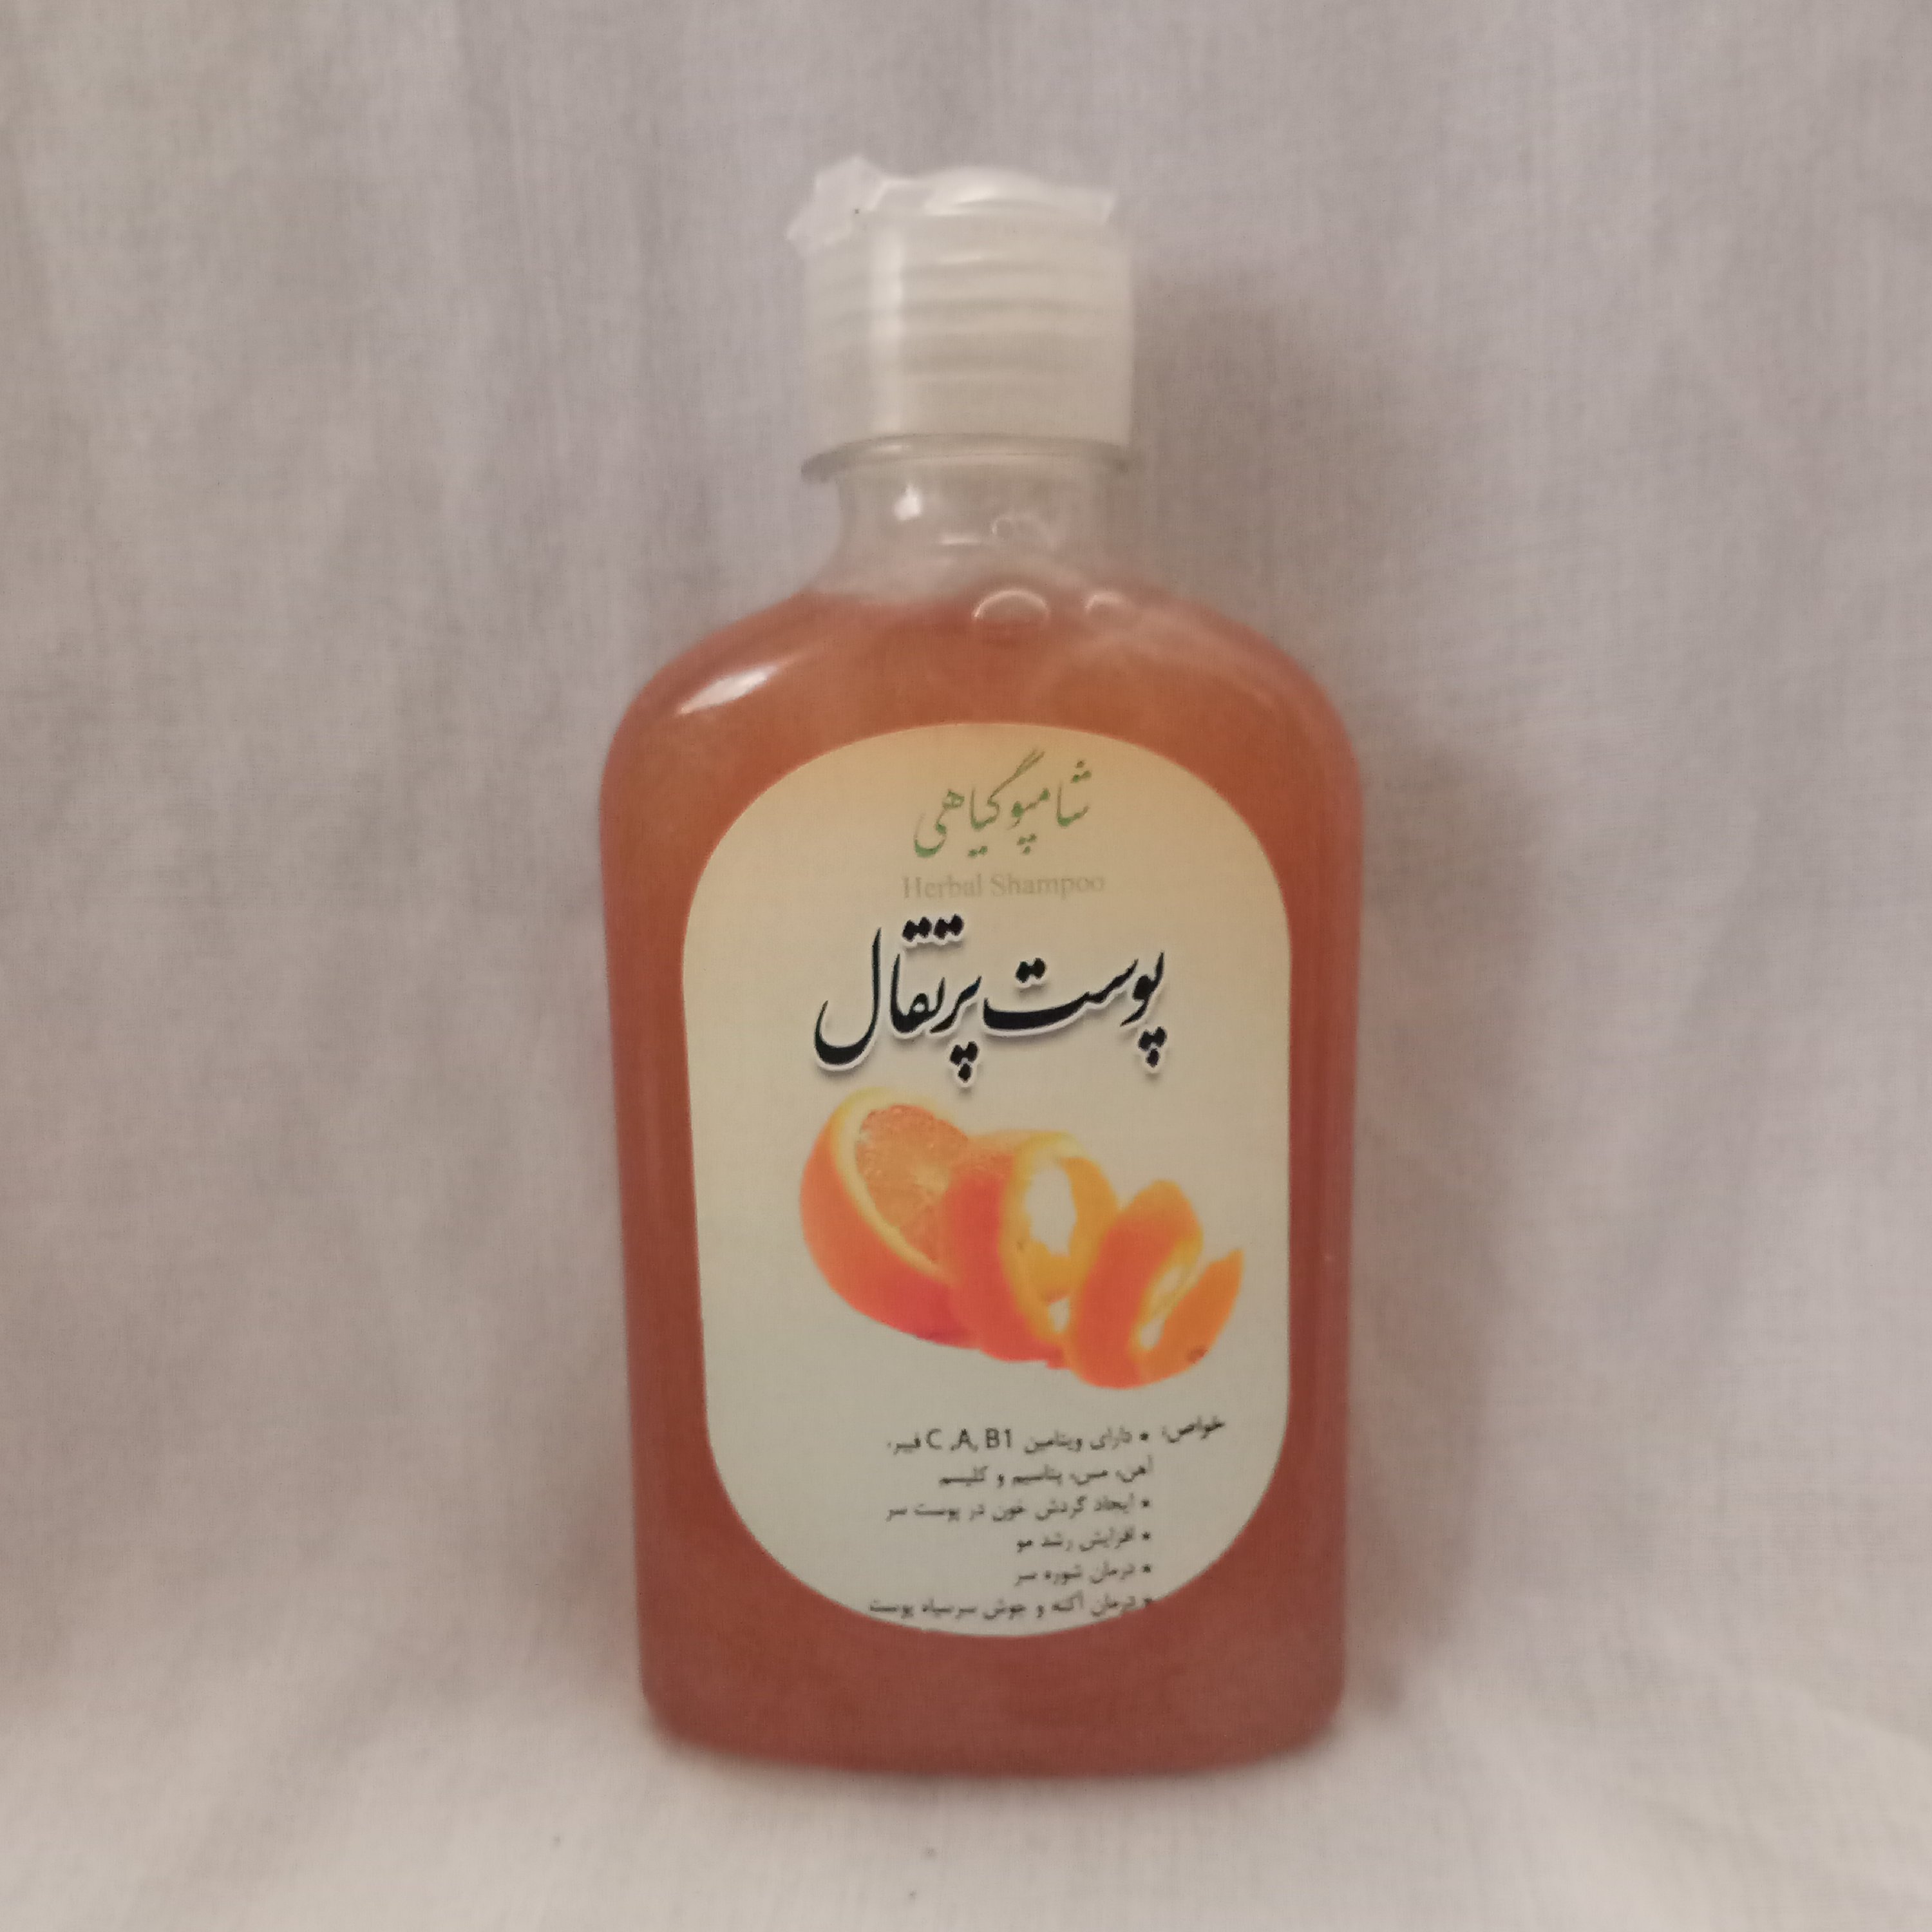 شامپو گیاهی
Herbal Shampoo
پوست پرتقال
خواص: • دارای ویتامین C ,A, B1 فیبر،
آهن، مس، پتاسیم و کلیسم
• ایجاد گردش خون در پوست سر
• افزایش رشد مو
• درمان شوره سر
• درمان آکنه و جوش سرسیاه پوست